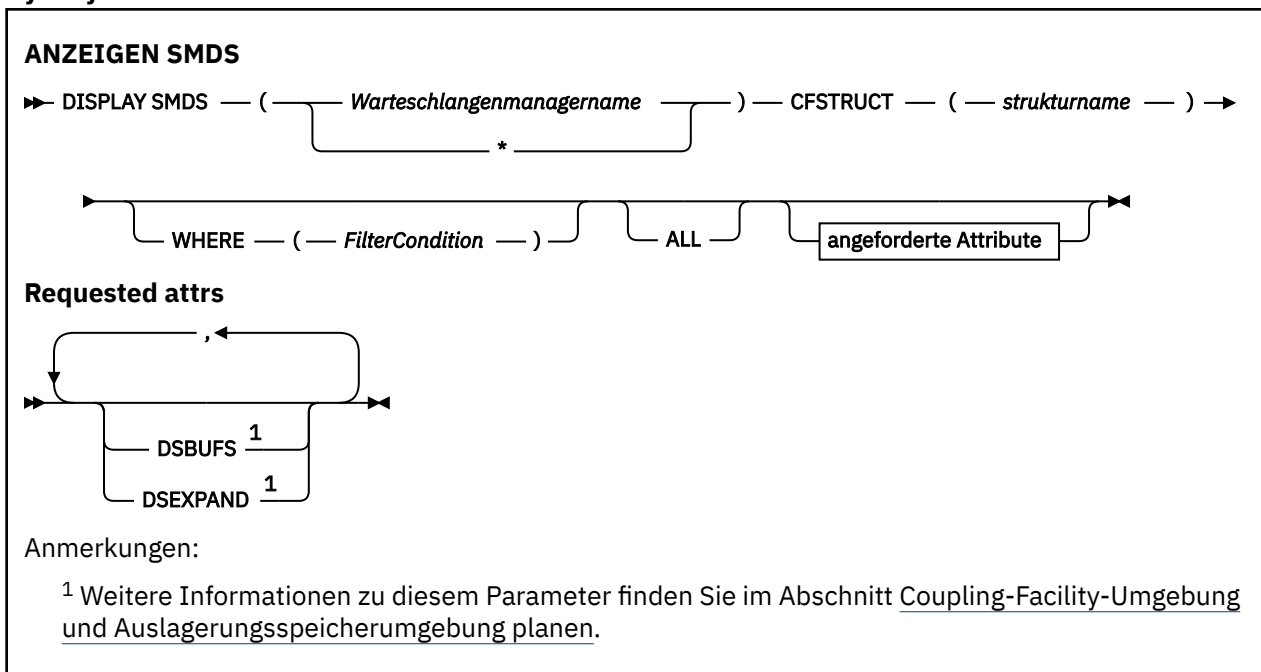 ANZEIGEN SMDS
DISPLAY SMDS ( Warteschlangenmanagername ) CFSTRUCT ( strukturname )
*
WHERE ( FilterCondition ) ALL angeforderte Attribute
Requested attrs
,
DSBUFS 1
DSEXPAND 1
Anmerkungen:
1 Weitere Informationen zu diesem Parameter finden Sie im Abschnitt Coupling-Facility-Umgebung
und Auslagerungsspeicherumgebung planen.